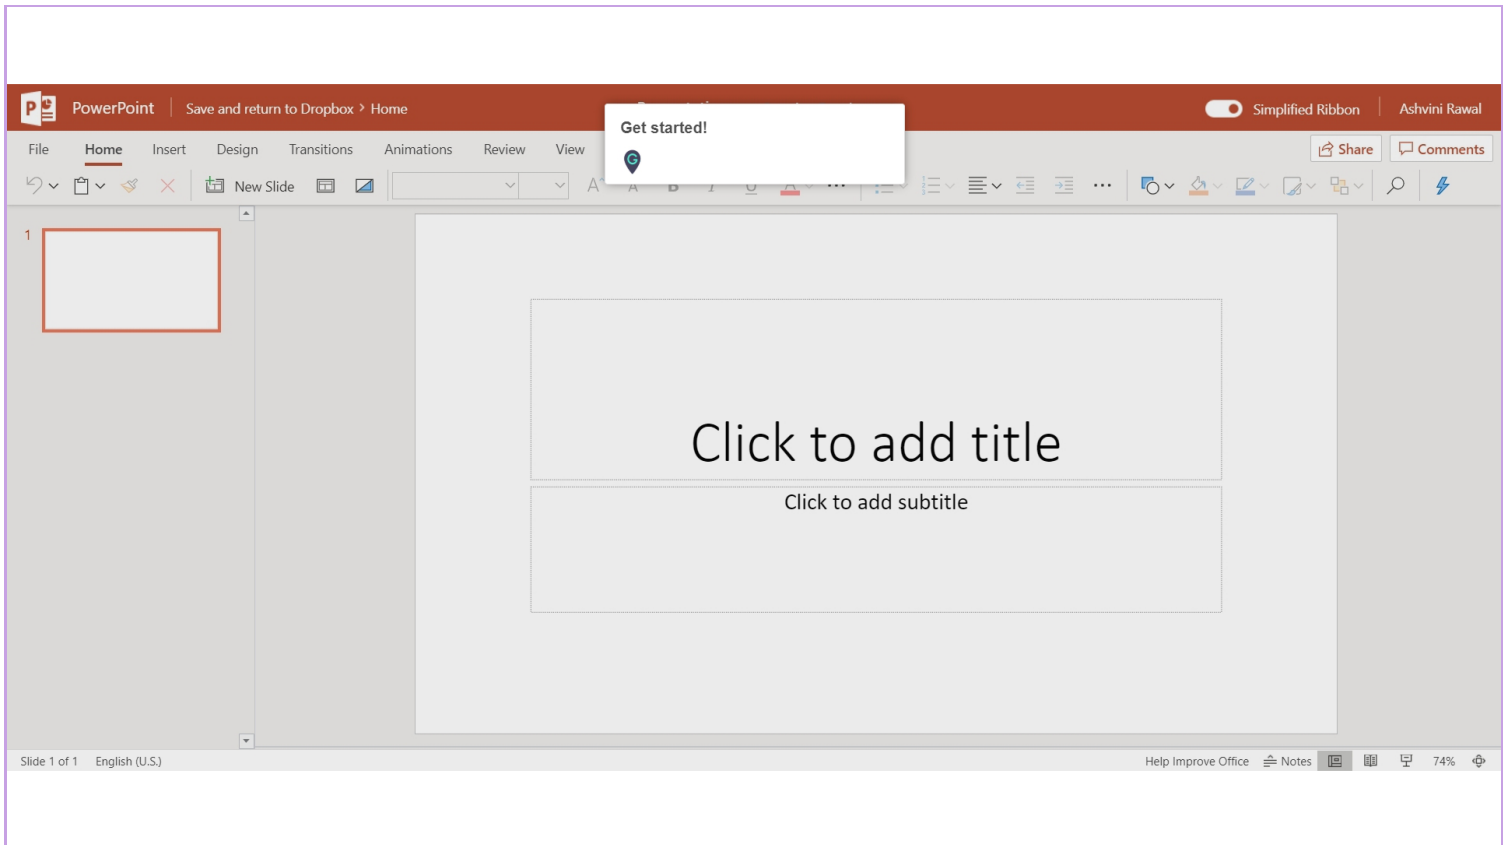 PowerPoint Save and return to Dropbox > Home Simplified Ribbon Ashvini Rawal
Get started!
File Home Insert Design Transitions Animations Review View Share Comments
New Slide
1
Click to add title
Click to add subtitle
Slide 1 of 1 English (U.S.) Help Improve Office Notes 74%